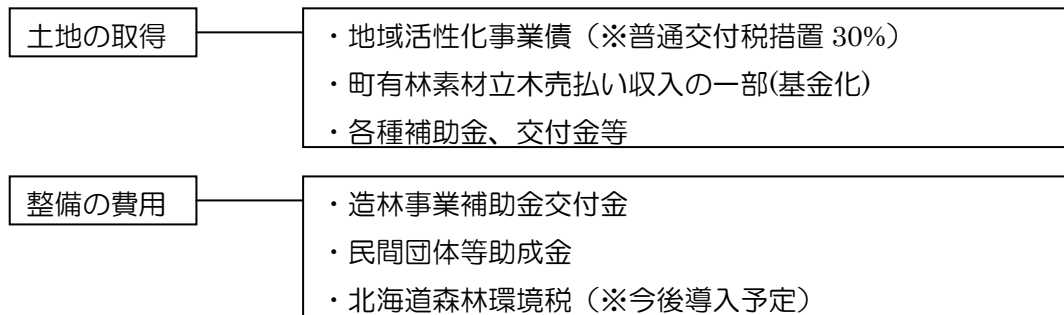 土地の取得
・地域活性化事業債（※普通交付税措置 30%）
・町有林素材立木売払い収入の一部(基金化)
・各種補助金、交付金等
整備の費用
・造林事業補助金交付金
・民間団体等助成金
・北海道森林環境税（※今後導入予定）